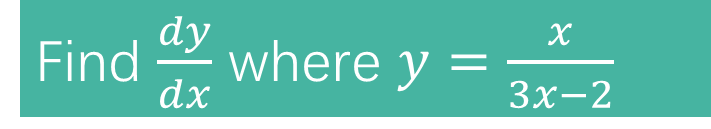 Find dy/dx where y = x/(3x−2)